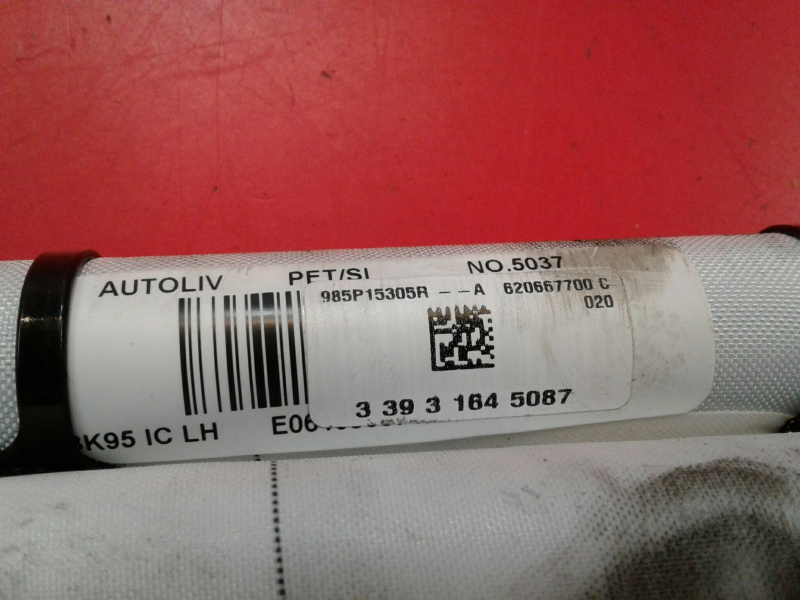 AUTOLIV PET/SI NO.5037
985P15305R --A 620667700 C
020
3 39 3 164 5087
IC LH